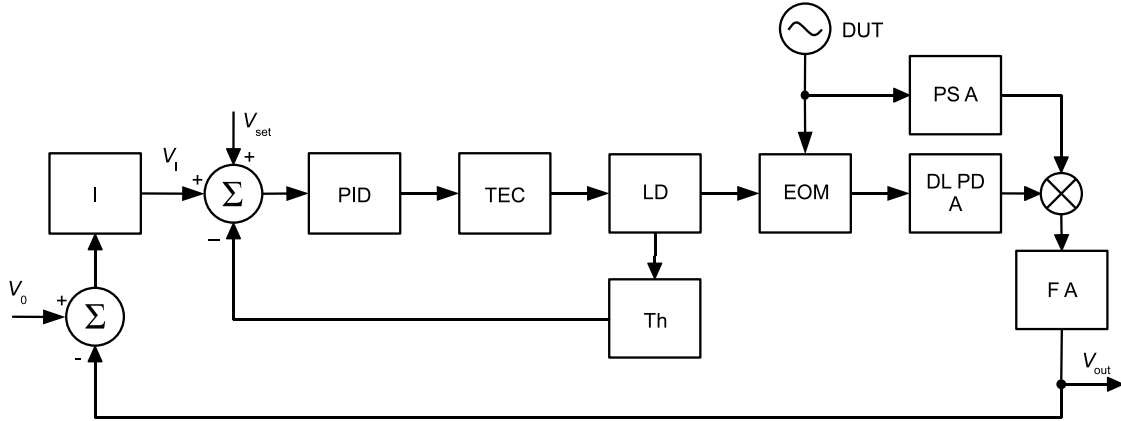 DUT
PS A
V_set
+
V_I
+
Σ
−
I
PID
TEC
LD
EOM
DL PD
A
V_0
+
Σ
-
Th
F A
V_out